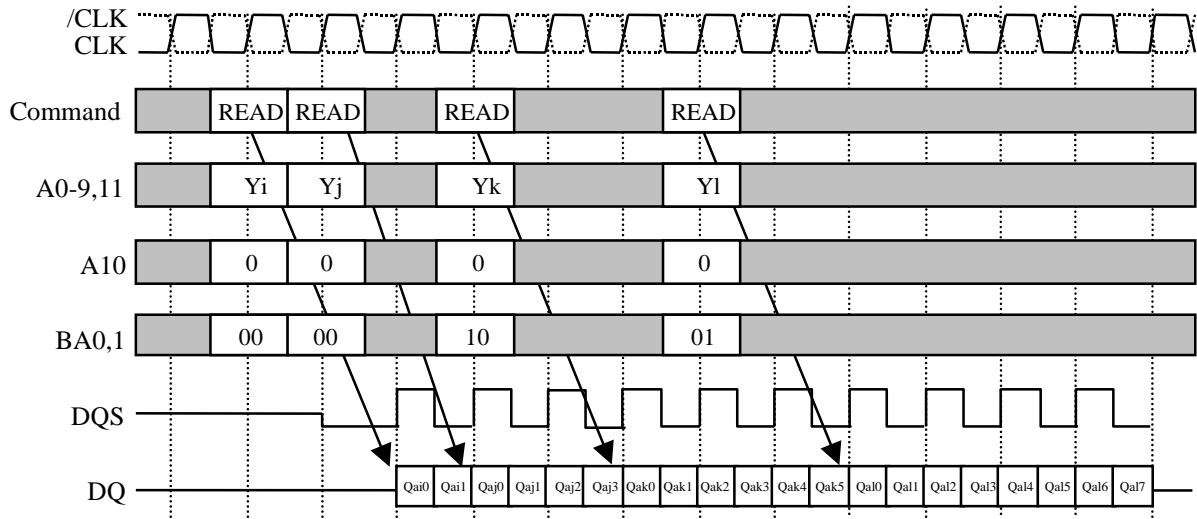 /CLK
CLK
Command READ READ READ READ
A0-9,11 Yi Yj Yk Yl
A10 0 0 0 0
BA0,1 00 00 10 01
DQS
DQ Qai0 Qai1 Qaj0 Qaj1 Qaj2 Qaj3 Qak0 Qak1 Qak2 Qak3 Qak4 Qak5 Qal0 Qal1 Qal2 Qal3 Qal4 Qal5 Qal6 Qal7